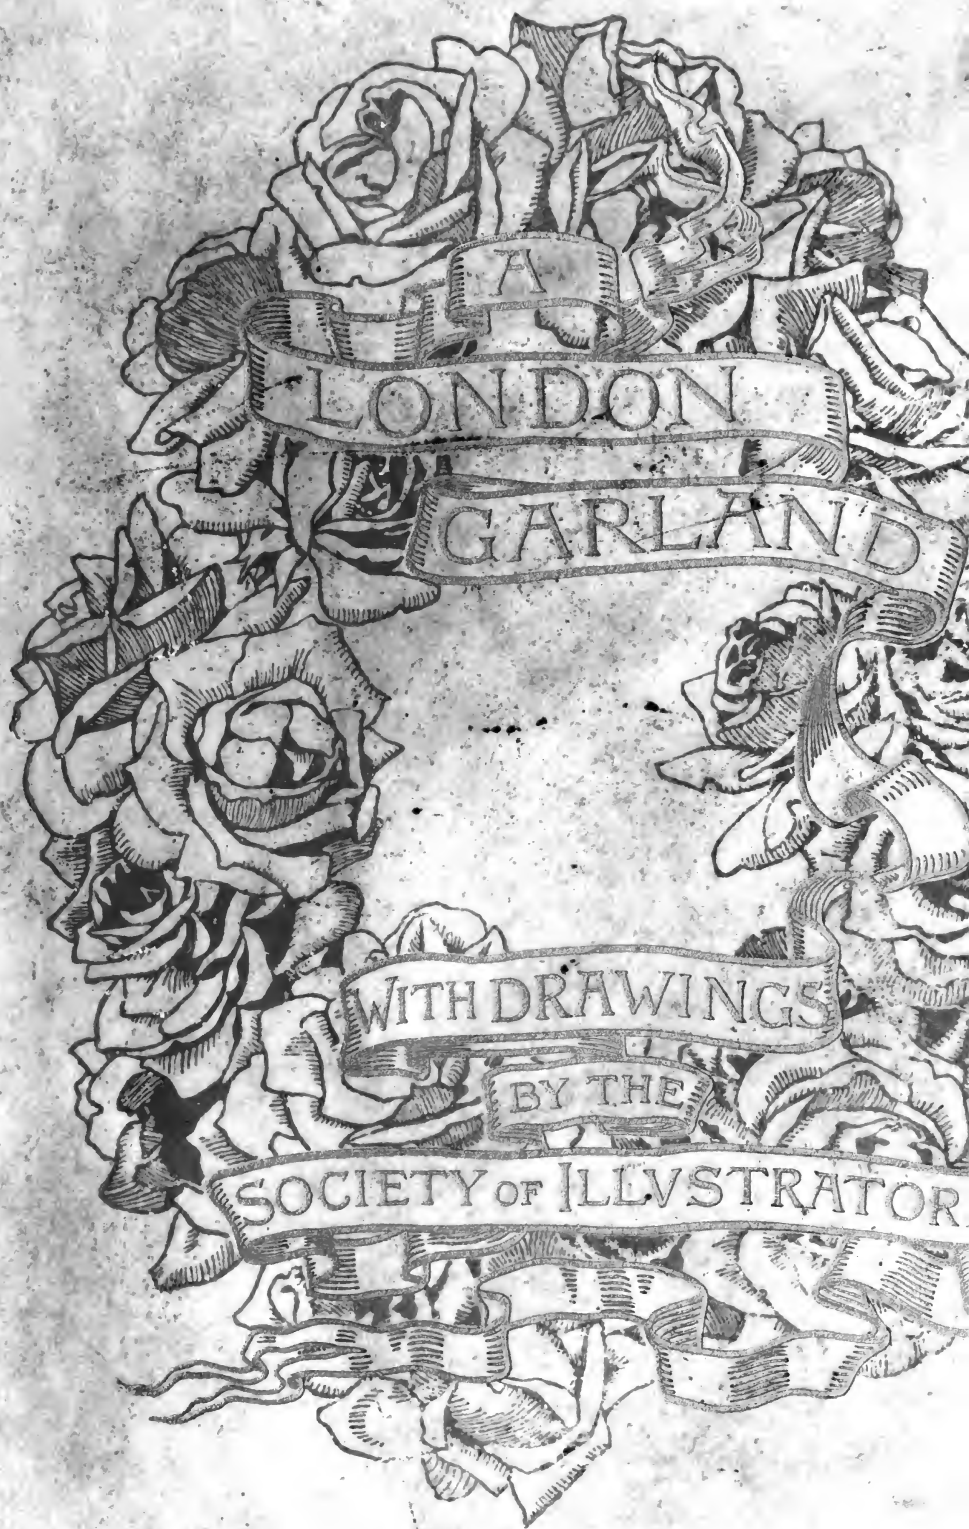 A
LONDON
GARLAND
WITH DRAWINGS
BY THE
SOCIETY OF ILLVSTRATOR